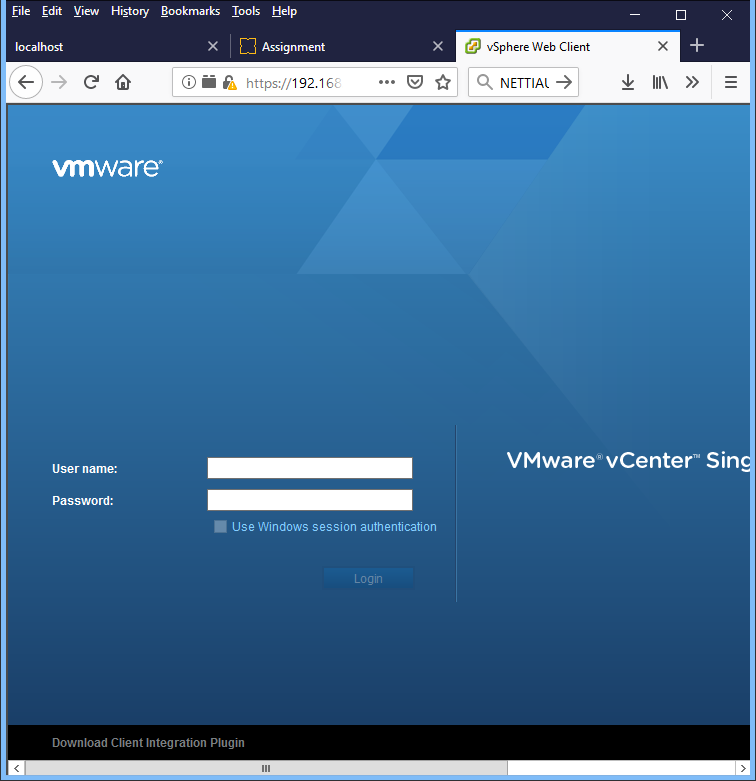 File Edit View History Bookmarks Tools Help
localhost
Assignment
vSphere Web Client
https://192.168
NETTIAU
vmware®
User name:
Password:
Use Windows session authentication
Login
VMware® vCenter™ Sing
Download Client Integration Plugin